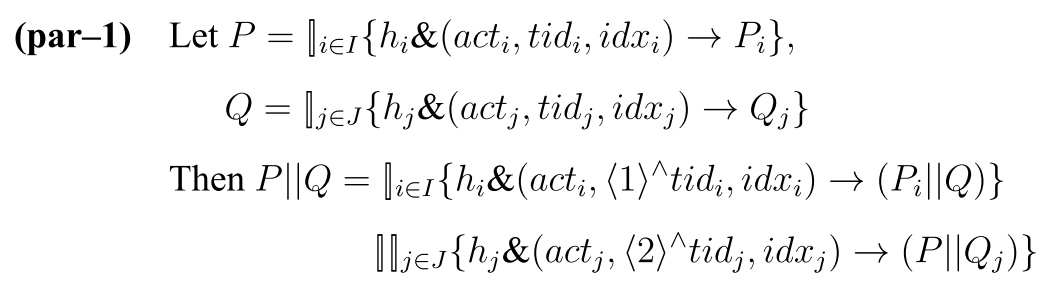 (par–1) Let P = []_{i∈I}{h_i&(act_i, tid_i, idx_i) → P_i},
Q = []_{j∈J}{h_j&(act_j, tid_j, idx_j) → Q_j}
Then P||Q = []_{i∈I}{h_i&(act_i, ⟨1⟩^tid_i, idx_i) → (P_i||Q)}
[] []_{j∈J}{h_j&(act_j, ⟨2⟩^tid_j, idx_j) → (P||Q_j)}